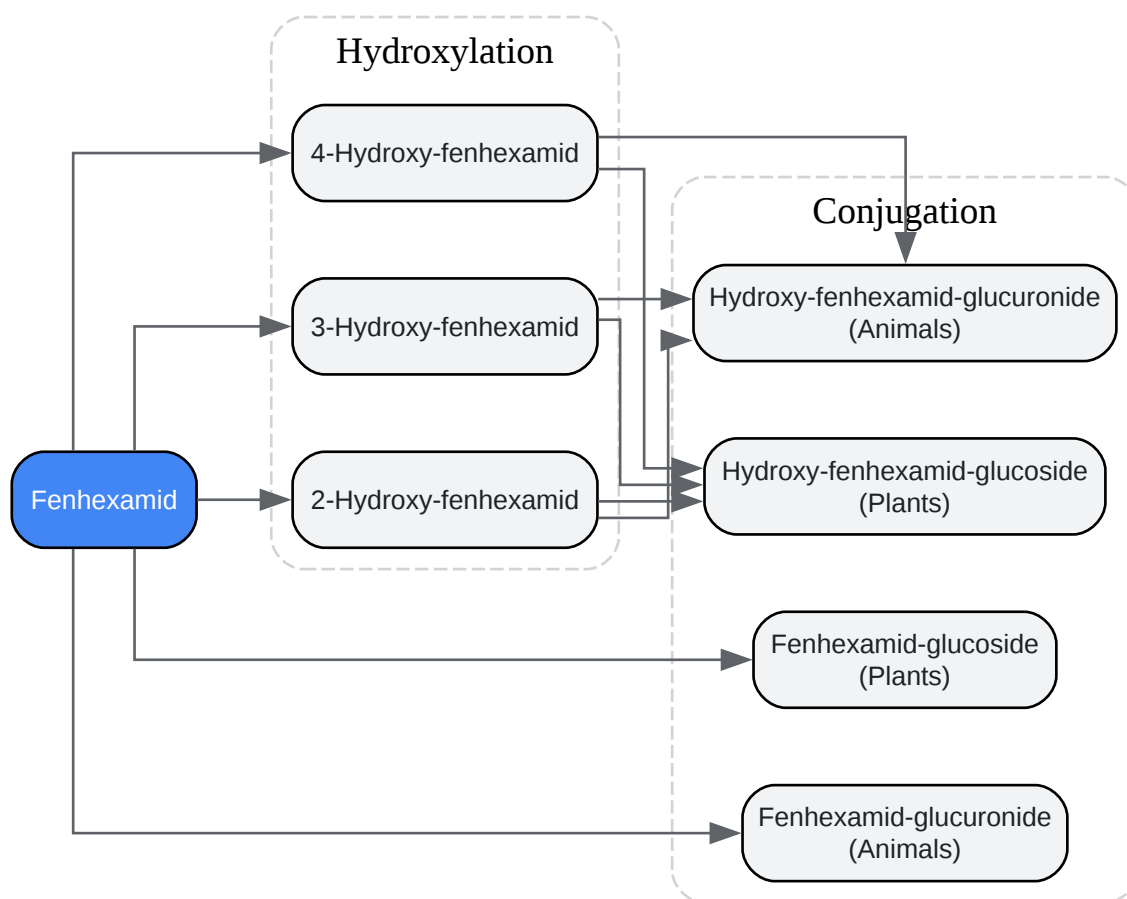 Hydroxylation
4-Hydroxy-fenhexamid
3-Hydroxy-fenhexamid
2-Hydroxy-fenhexamid
Fenhexamid
Conjugation
Hydroxy-fenhexamid-glucuronide
(Animals)
Hydroxy-fenhexamid-glucoside
(Plants)
Fenhexamid-glucoside
(Plants)
Fenhexamid-glucuronide
(Animals)